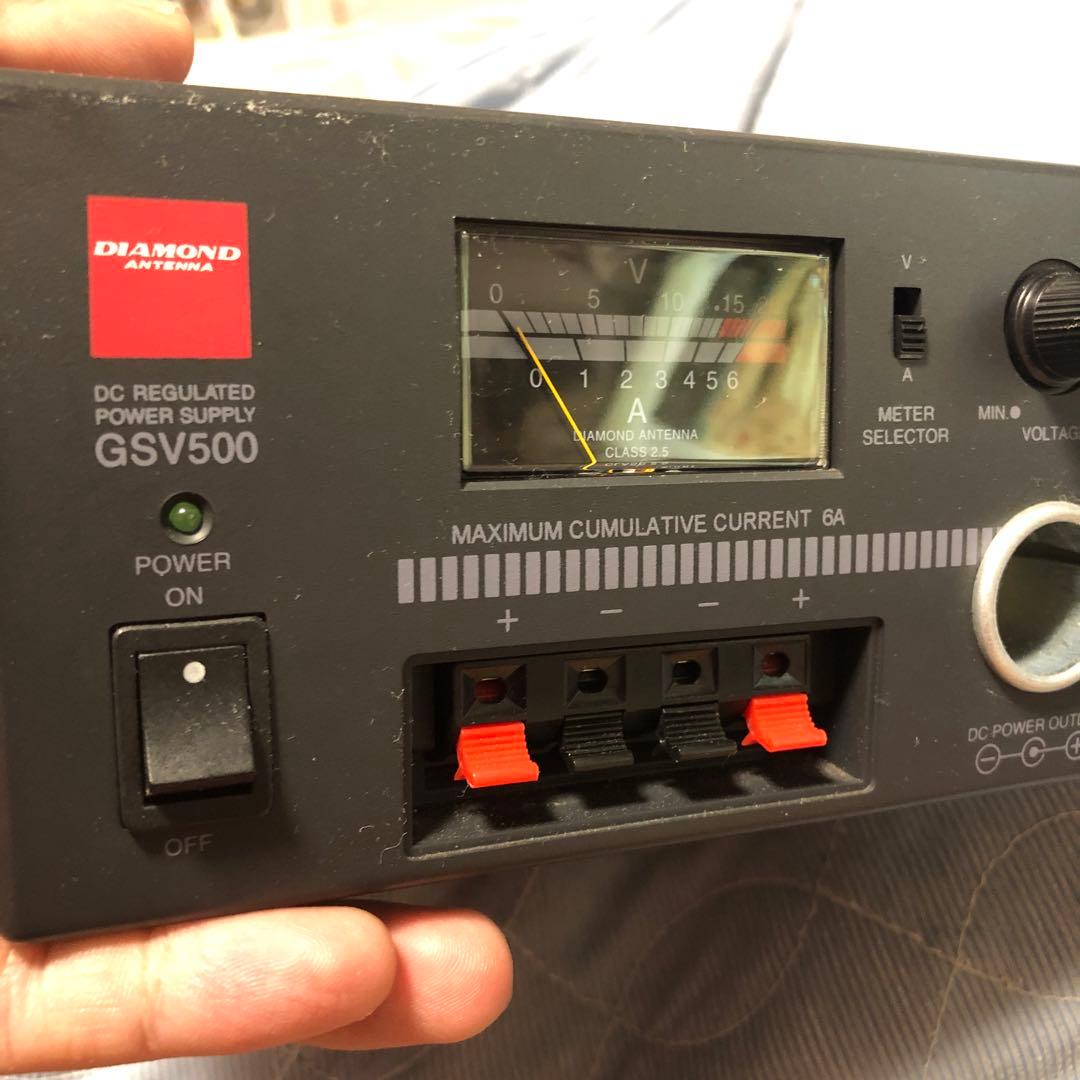 DIAMOND
ANTENNA
DC REGULATED
POWER SUPPLY
GSV500
POWER
ON
OFF
V
0 5 10 15
0 1 2 3 4 5 6
A
DIAMOND ANTENNA
CLASS 2.5
V
A
METER
SELECTOR
MIN.
VOLTAG
MAXIMUM CUMULATIVE CURRENT 6A
+ − − +
DC POWER OUT
− +